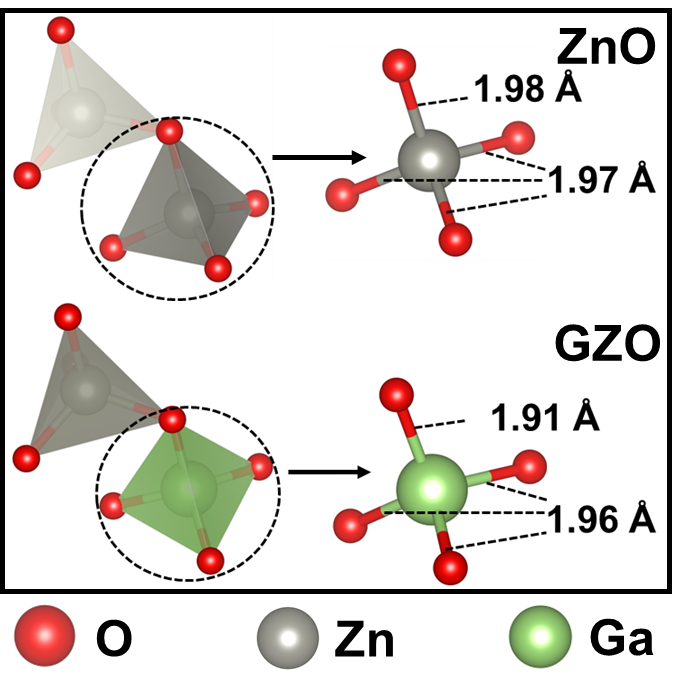 ZnO
1.98 Å
1.97 Å
GZO
1.91 Å
1.96 Å
O Zn Ga